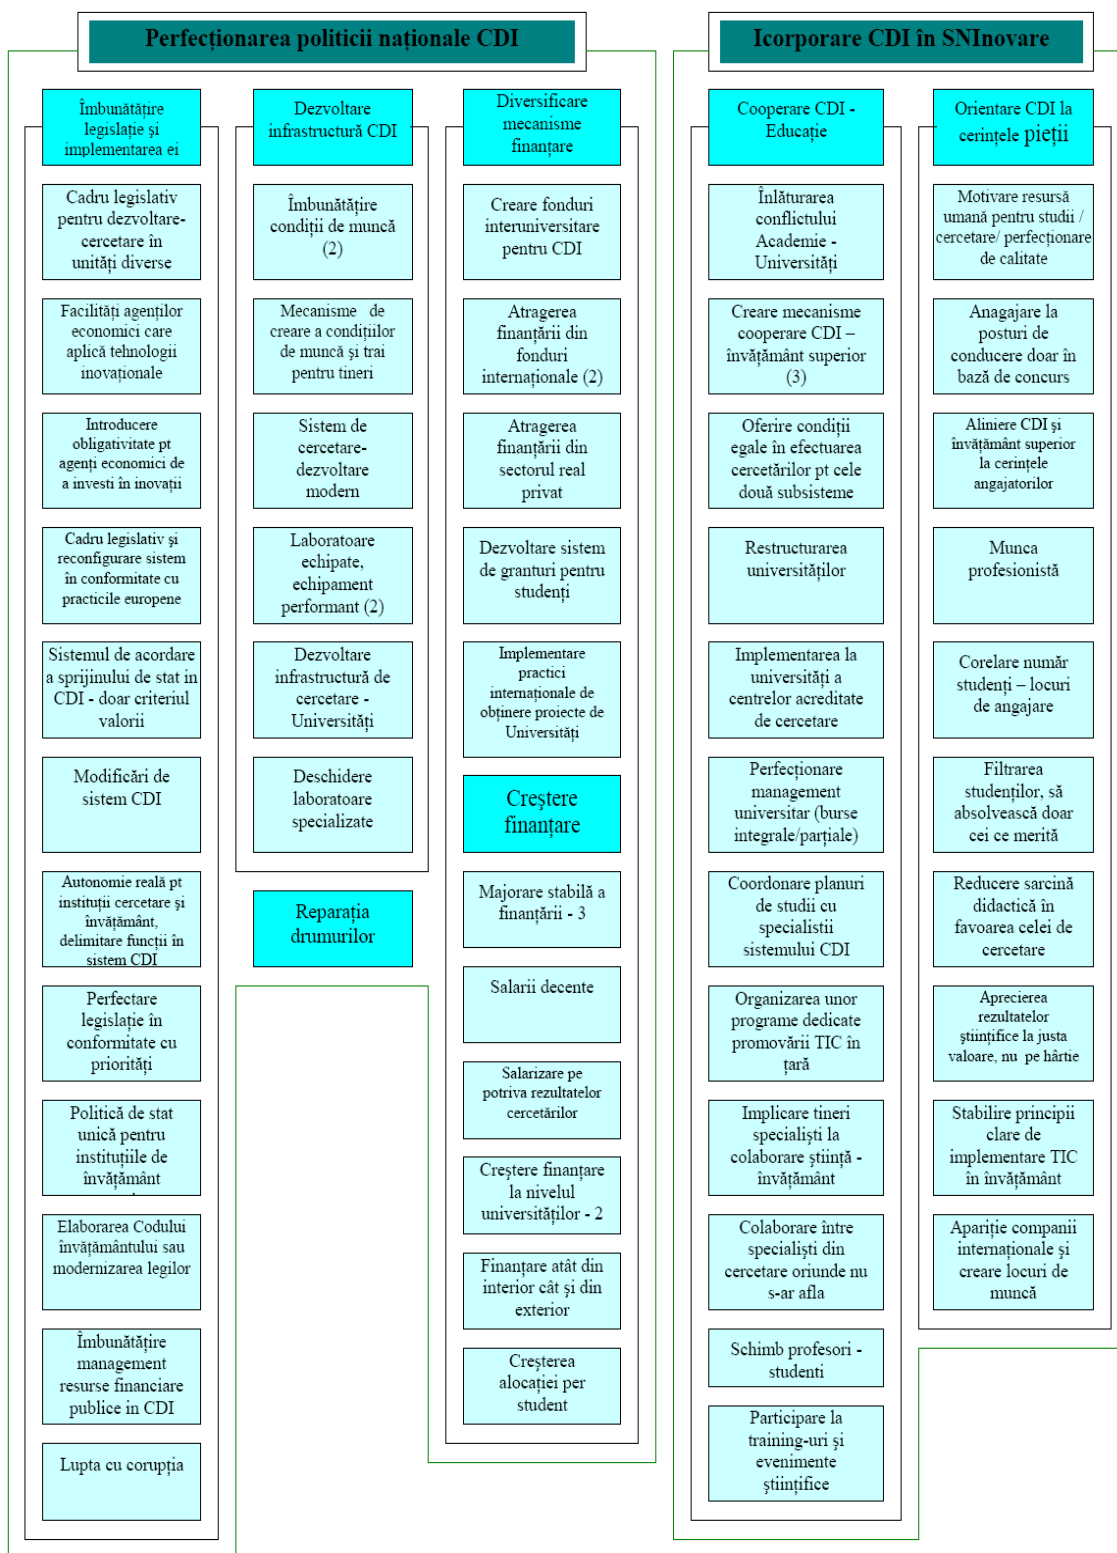 Perfecționarea politicii naționale CDI
Îmbunătățire
legislație şi
implementarea ei
Cadru legislativ
pentru dezvoltare-
cercetare în
unități diverse
Facilități agenților
economici care
aplică tehnologii
inovaționale
Introducere
obligativitate pt
agenți economici de
a investi în inovații
Cadru legislativ şi
reconfigurare sistem
în conformitate cu
practicile europene
Sistemul de acordare
a sprijinului de stat in
CDI - doar criteriul
valorii
Modificări de
sistem CDI
Autonomie reală pt
instituții cercetare şi
învățământ,
delimitare funcții în
sistem CDI
Perfectare
legislație în
conformitate cu
priorități
Politică de stat
unică pentru
instituțiile de
învățământ
Elaborarea Codului
învățământului sau
modernizarea legilor
Îmbunătățire
management
resurse financiare
publice in CDI
Lupta cu corupția
Dezvoltare
infrastructură CDI
Îmbunătățire
condiții de muncă
(2)
Mecanisme de
creare a condițiilor
de muncă şi trai
pentru tineri
Sistem de
cercetare-
dezvoltare
modern
Laboratoare
echipate,
echipament
performant (2)
Dezvoltare
infrastructură de
cercetare -
Universități
Deschidere
laboratoare
specializate
Reparația
drumurilor
Diversificare
mecanisme
finanțare
Creare fonduri
interuniversitare
pentru CDI
Atragerea
finanțării din
fonduri
internaționale (2)
Atragerea
finanțării din
sectorul real
privat
Dezvoltare sistem
de granturi pentru
studenți
Implementare
practici
internaționale de
obținere proiecte de
Universități
Creştere
finanțare
Majorare stabilă a
finanțării - 3
Salarii decente
Salarizare pe
potriva rezultatelor
cercetărilor
Creştere finanțare
la nivelul
universităților - 2
Finanțare atât din
interior cât şi din
exterior
Creşterea
alocației per
student
Icorporare CDI în SNInovare
Cooperare CDI -
Educație
Înlăturarea
conflictului
Academie -
Universități
Creare mecanisme
cooperare CDI –
învățământ superior
(3)
Oferire condiții
egale în efectuarea
cercetărilor pt cele
două subsisteme
Restructurarea
universităților
Implementarea la
universități a
centrelor acreditate
de cercetare
Perfecționare
management
universitar (burse
integrale/parțiale)
Coordonare planuri
de studii cu
specialistii
sistemului CDI
Organizarea unor
programe dedicate
promovării TIC în
țară
Implicare tineri
specialişti la
colaborare ştiință -
învățământ
Colaborare între
specialişti din
cercetare oriunde nu
s-ar afla
Schimb profesori -
studenti
Participare la
training-uri şi
evenimente
ştiințifice
Orientare CDI la
cerințele pieții
Motivare resursă
umană pentru studii /
cercetare/ perfecționare
de calitate
Anagajare la
posturi de
conducere doar în
bază de concurs
Aliniere CDI şi
învățământ superior
la cerințele
angajatorilor
Munca
profesionistă
Corelare număr
studenți – locuri
de angajare
Filtrarea
studenților, să
absolvească doar
cei ce merită
Reducere sarcină
didactică în
favoarea celei de
cercetare
Aprecierea
rezultatelor
ştiințifice la justa
valoare, nu pe hârtie
Stabilire principii
clare de
implementare TIC
în învățământ
Apariție companii
internaționale şi
creare locuri de
muncă